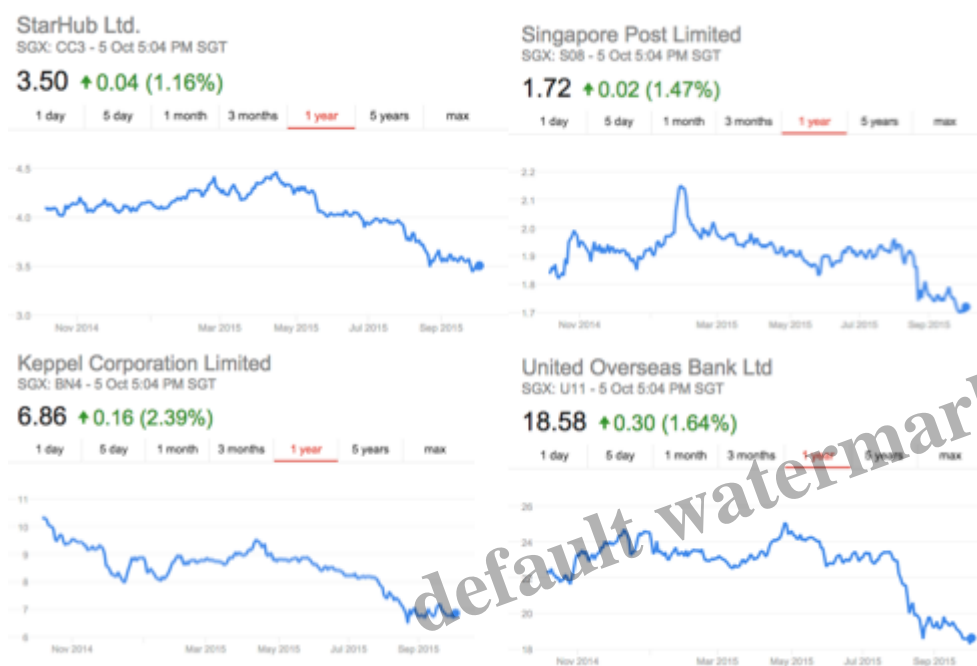 StarHub Ltd.
SGX: CC3 - 5 Oct 5:04 PM SGT
3.50 0.04 (1.16%)
1 day 5 day 1 month 3 months 1 year 5 years max
4.5
4.0
3.5
3.0
Nov 2014 Mar 2015 May 2015 Jul 2015 Sep 2015
Singapore Post Limited
SGX: S08 - 5 Oct 5:04 PM SGT
1.72 0.02 (1.47%)
1 day 5 day 1 month 3 months 1 year 5 years max
2.2
2.1
2.0
1.9
1.8
1.7
Nov 2014 Mar 2015 May 2015 Jul 2015 Sep 2015
Keppel Corporation Limited
SGX: BN4 - 5 Oct 5:04 PM SGT
6.86 0.16 (2.39%)
1 day 5 day 1 month 3 months 1 year 5 years max
11
10
9
8
7
6
Nov 2014 Mar 2015 May 2015 Jul 2015 Sep 2015
United Overseas Bank Ltd
SGX: U11 - 5 Oct 5:04 PM SGT
18.58 0.30 (1.64%)
1 day 5 day 1 month 3 months 1 year 5 years max
26
24
22
20
18
Nov 2014 Mar 2015 May 2015 Jul 2015 Sep 2015
default watermark